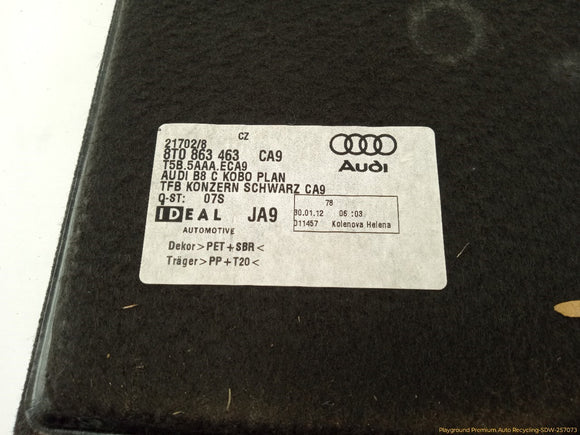 CZ
21702/8
8T0 863 463 CA9
T5B.5AAA.ECA9
AUDI B8 C KOBO PLAN
TFB KONZERN SCHWARZ CA9
Q-ST: 07S
IDEAL JA9
AUTOMOTIVE
Dekor>PET+SBR<
Träger>PP+T20<
Audi
78
30.01.12 06:03
011457 Kolenova Helena
Playground Premium Auto Recycling-SDW-257073